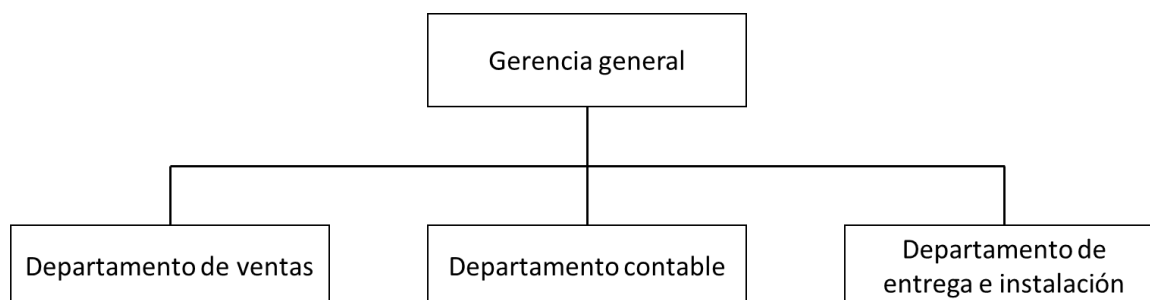 Gerencia general
Departamento de ventas
Departamento contable
Departamento de
entrega e instalación